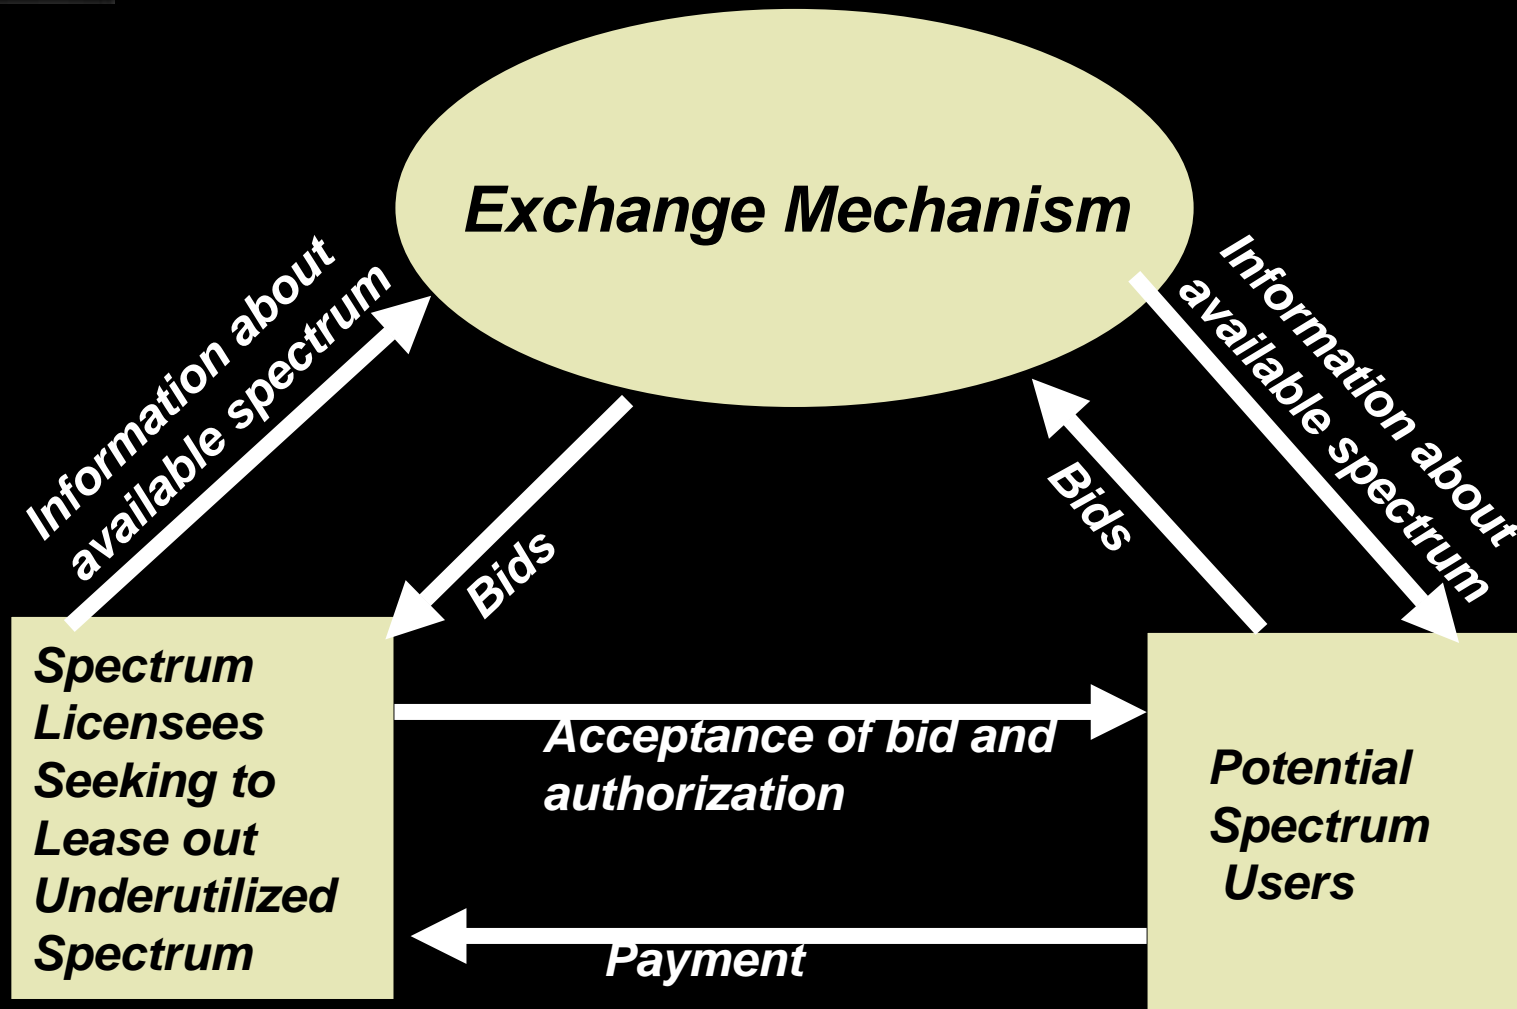 Exchange Mechanism
Information about
available spectrum
Bids
Bids
Information about
available spectrum
Spectrum
Licensees
Seeking to
Lease out
Underutilized
Spectrum
Acceptance of bid and
authorization
Payment
Potential
Spectrum
Users